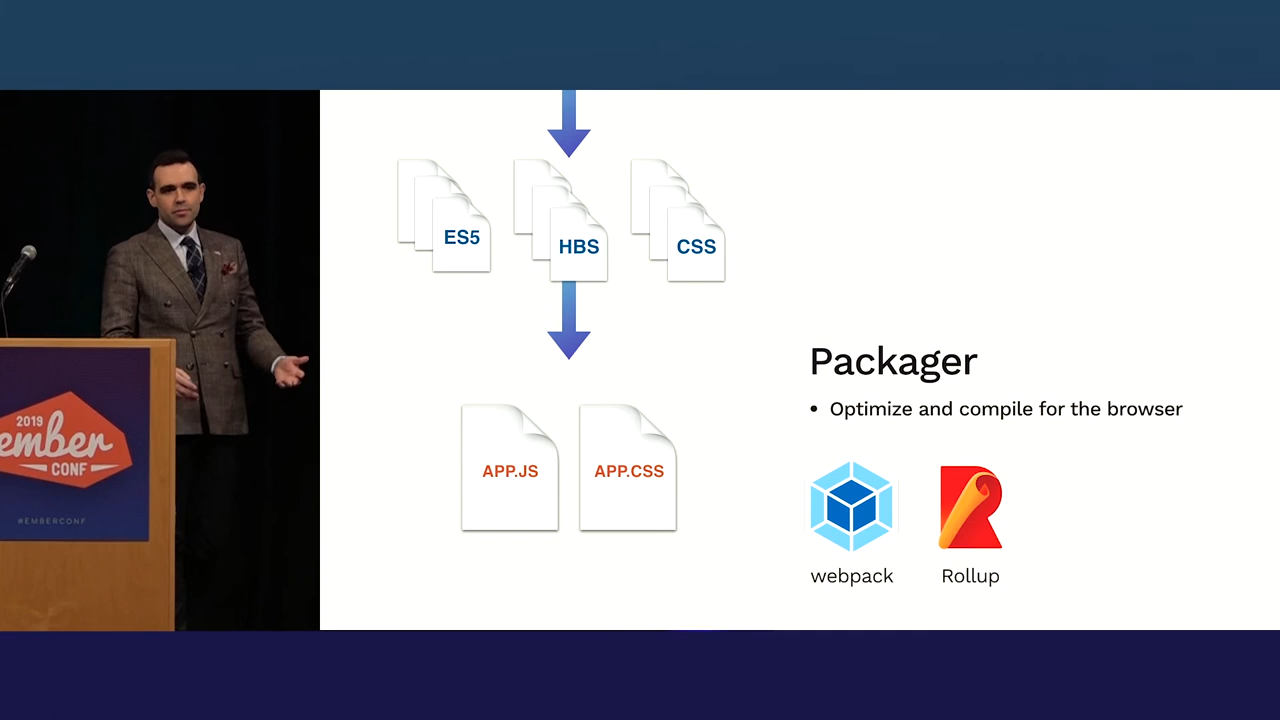 ES5
HBS
CSS
Packager
• Optimize and compile for the browser
APP.JS
APP.CSS
webpack
Rollup
2019
ember
CONF
#EMBERCONF